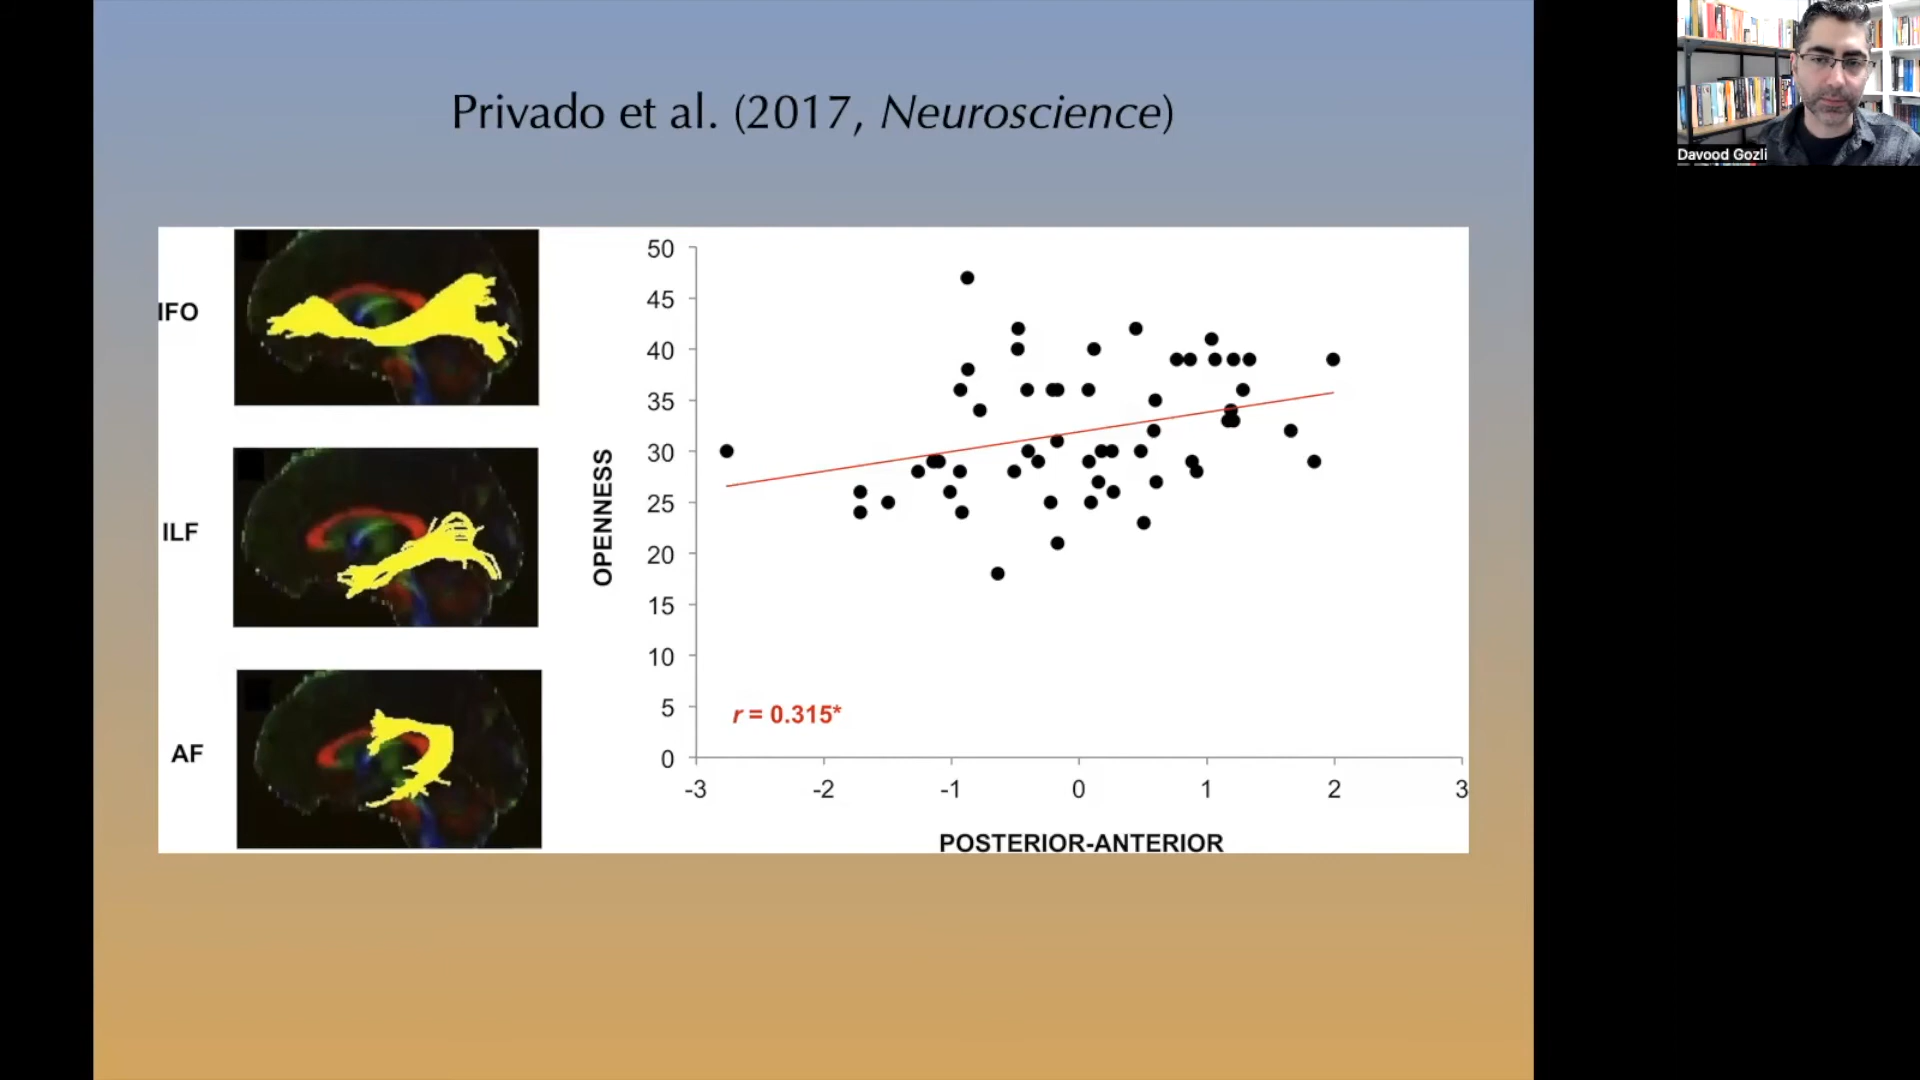 Privado et al. (2017, Neuroscience)
Davood Gozli
IFO
ILF
AF
OPENNESS
50
45
40
35
30
25
20
15
10
5
0
r = 0.315*
-3 -2 -1 0 1 2 3
POSTERIOR-ANTERIOR